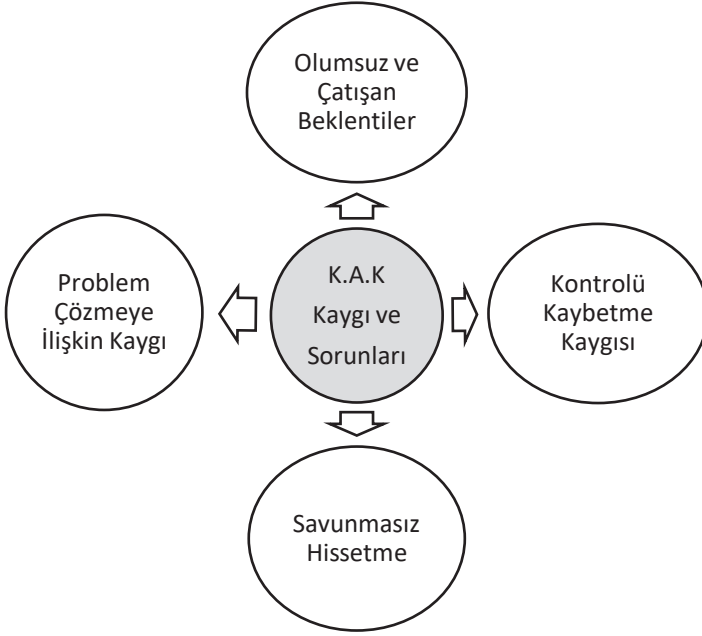 Olumsuz ve
Çatışan
Beklentiler
Problem
Çözmeye
İlişkin Kaygı
K.A.K
Kaygı ve
Sorunları
Kontrolü
Kaybetme
Kaygısı
Savunmasız
Hissetme